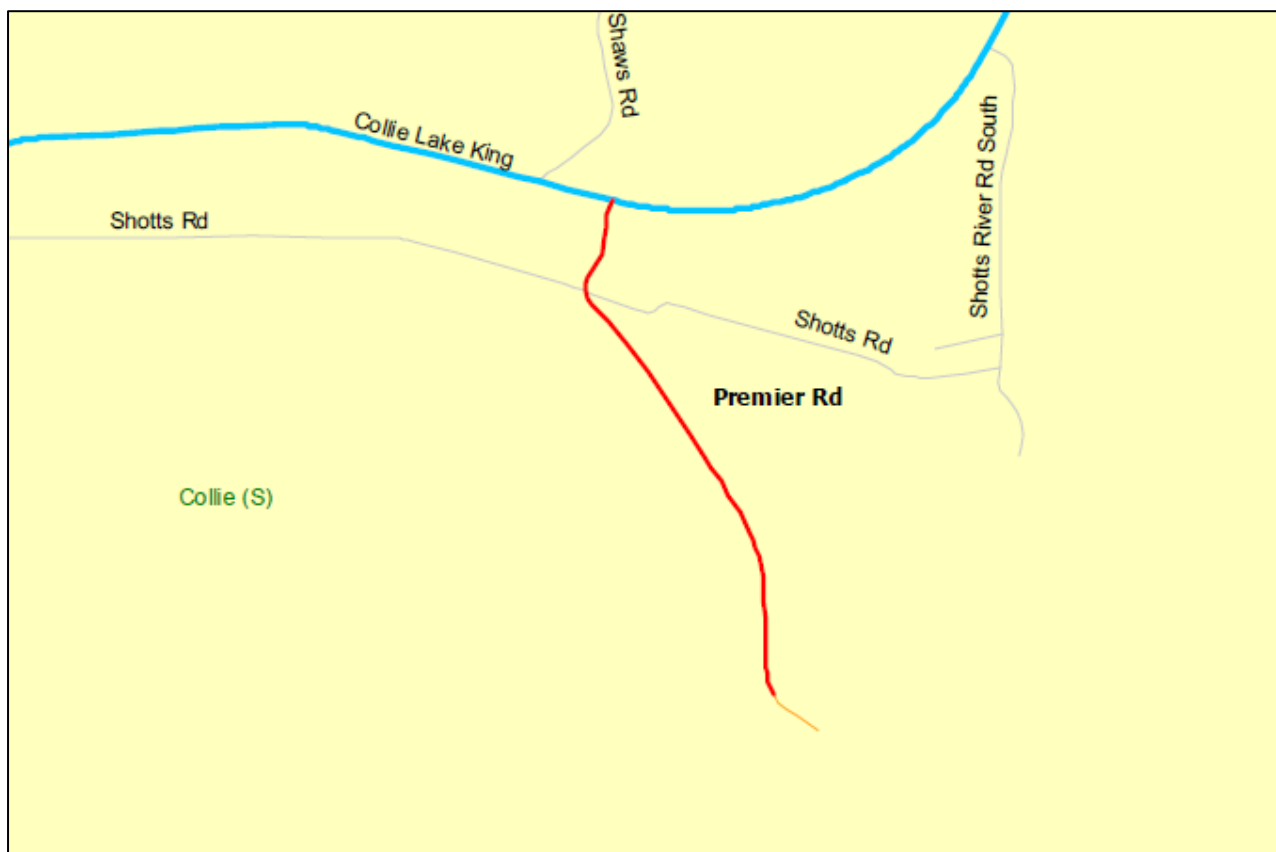 Shaws Rd
Collie Lake King
Shotts Rd
Shotts River Rd South
Shotts Rd
Premier Rd
Collie (S)